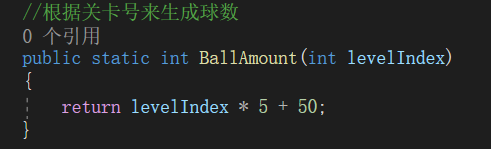 //根据关卡号来生成球数
0 个引用
public static int BallAmount(int levelIndex)
{
return levelIndex * 5 + 50;
}